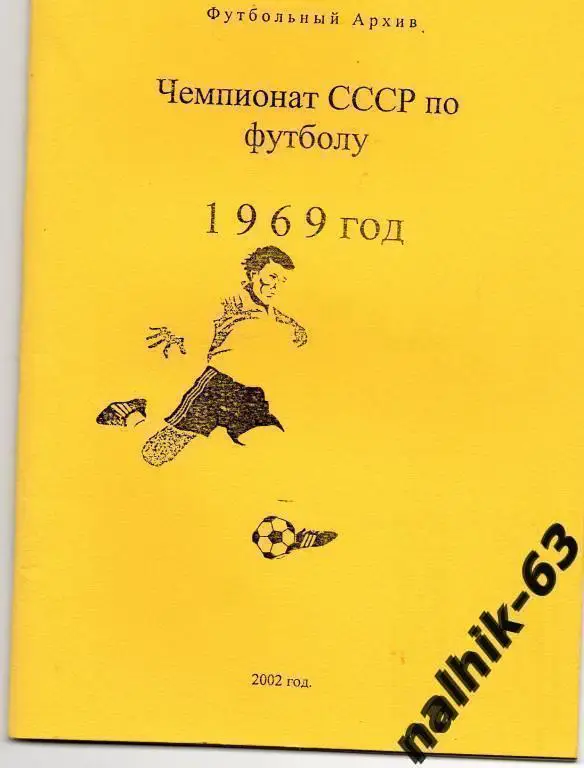 Футбольный Архив
Чемпионат СССР по
футболу
1969 год
2002 год.
nalhik-63